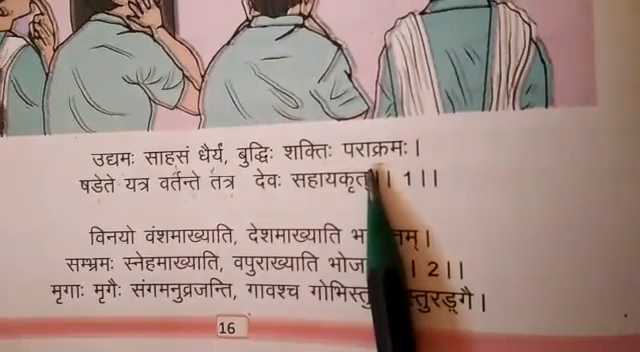 उद्यमः साहसं धैर्यं, बुद्धिः शक्तिः पराक्रमः।
षडेते यत्र वर्तन्ते तत्र देवः सहायकृत्।। 1।।
विनयो वंशमाख्याति, देशमाख्याति
सम्भ्रमः स्नेहमाख्याति, वपुराख्याति । 2।।
मृगाः मृगैः संगमनुव्रजन्ति, गावश्च
16